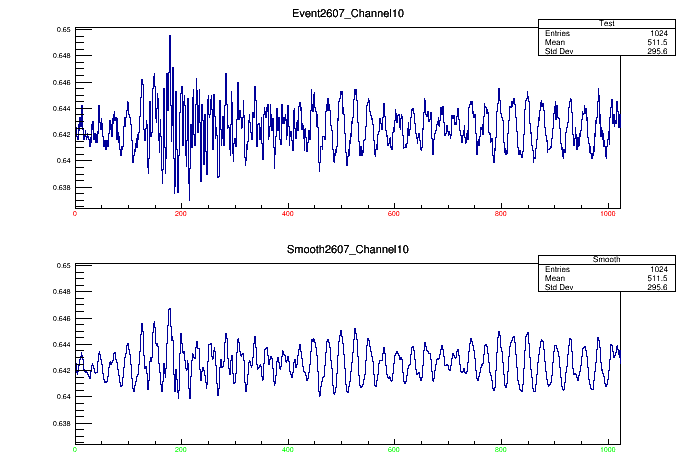 Event2607_Channel10
Test
Entries 1024
Mean 511.5
Std Dev 295.6
0.65
0.648
0.646
0.644
0.642
0.64
0.638
0 200 400 600 800 1000
Smooth2607_Channel10
Smooth
Entries 1024
Mean 511.5
Std Dev 295.6
0.65
0.648
0.646
0.644
0.642
0.64
0.638
0 200 400 600 800 1000